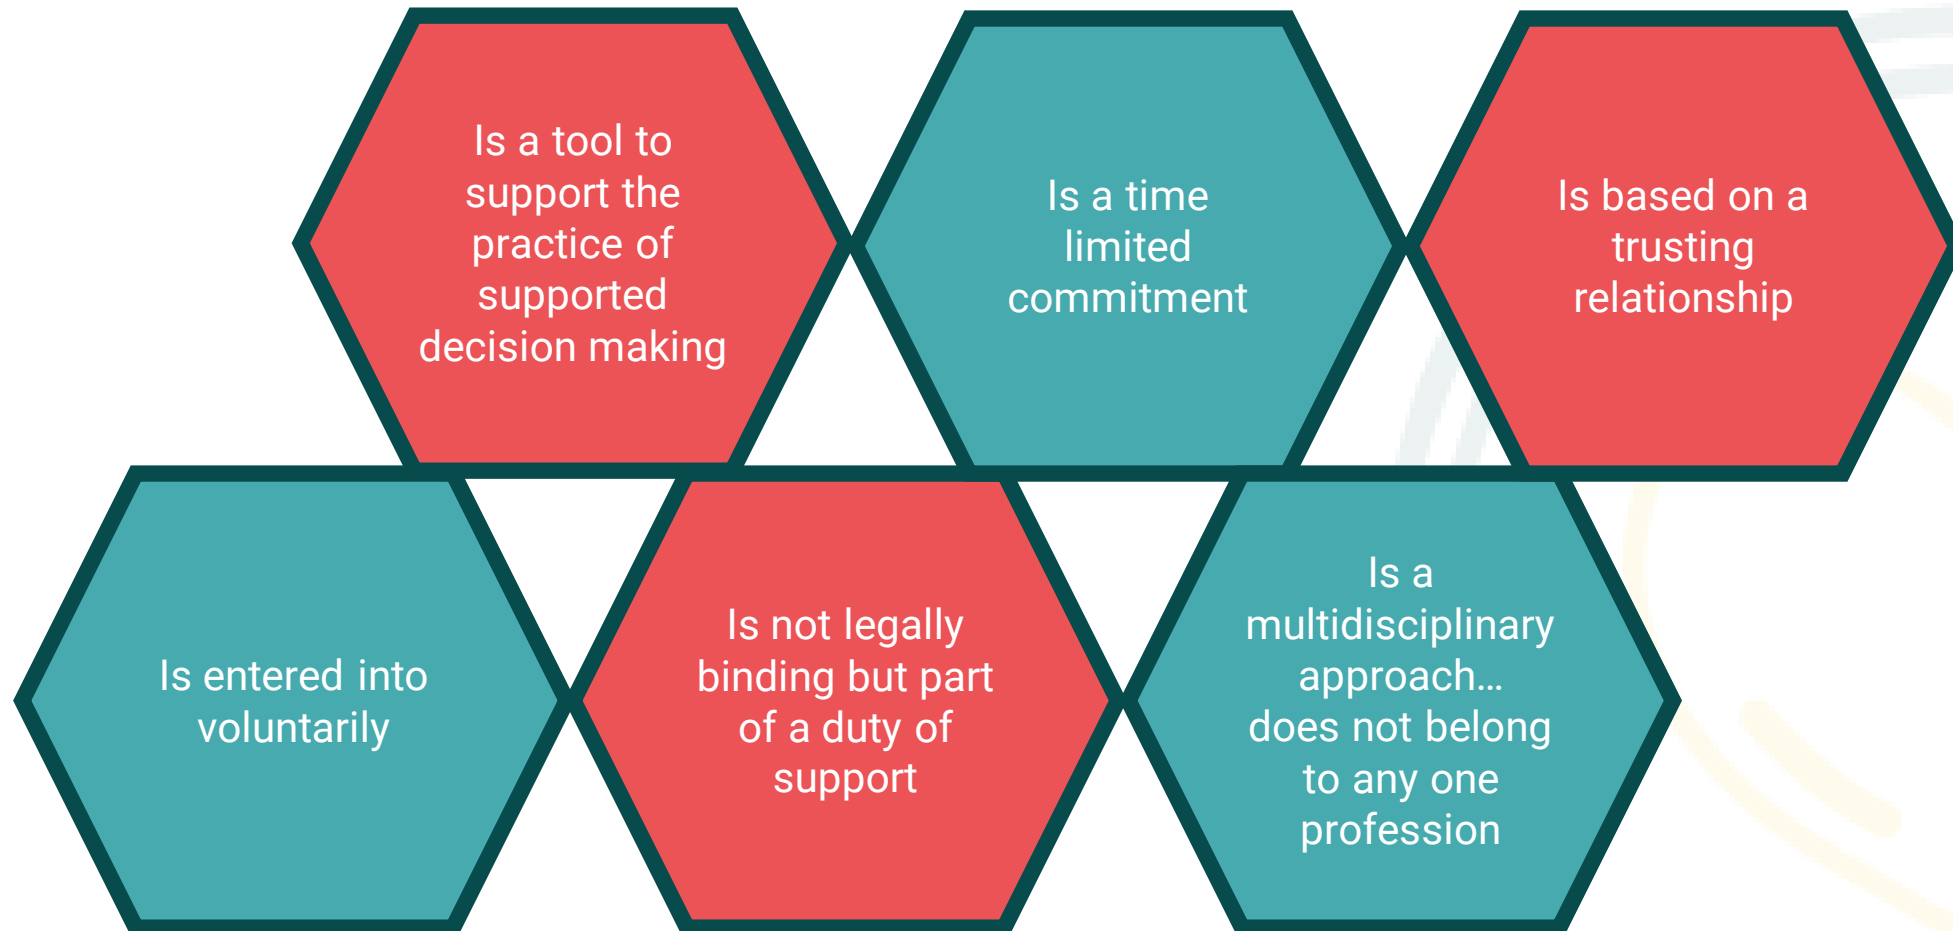 Is a tool to
support the
practice of
supported
decision making
Is a time
limited
commitment
Is based on a
trusting
relationship
Is entered into
voluntarily
Is not legally
binding but part
of a duty of
support
Is a
multidisciplinary
approach…
does not belong
to any one
profession